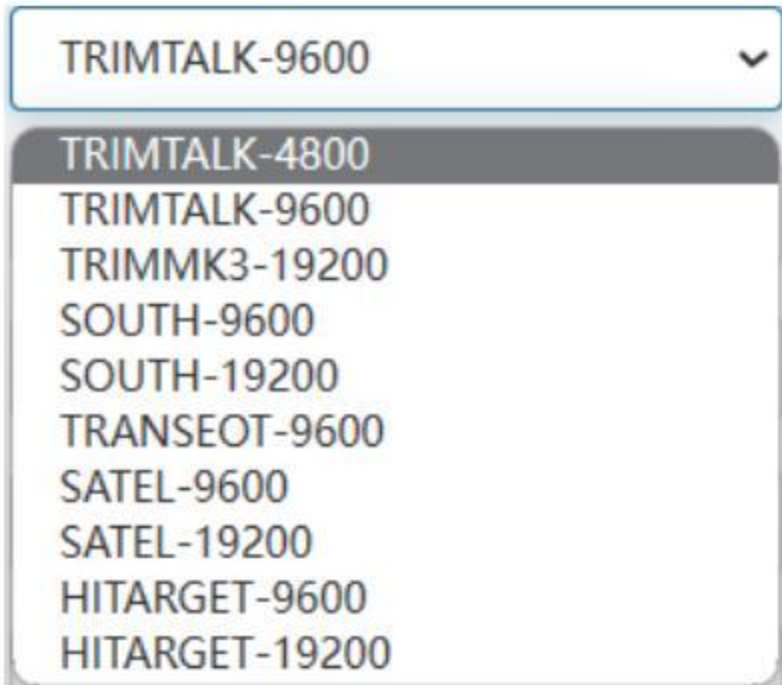 TRIMTALK-9600
TRIMTALK-4800
TRIMTALK-9600
TRIMMK3-19200
SOUTH-9600
SOUTH-19200
TRANSEOT-9600
SATEL-9600
SATEL-19200
HITARGET-9600
HITARGET-19200